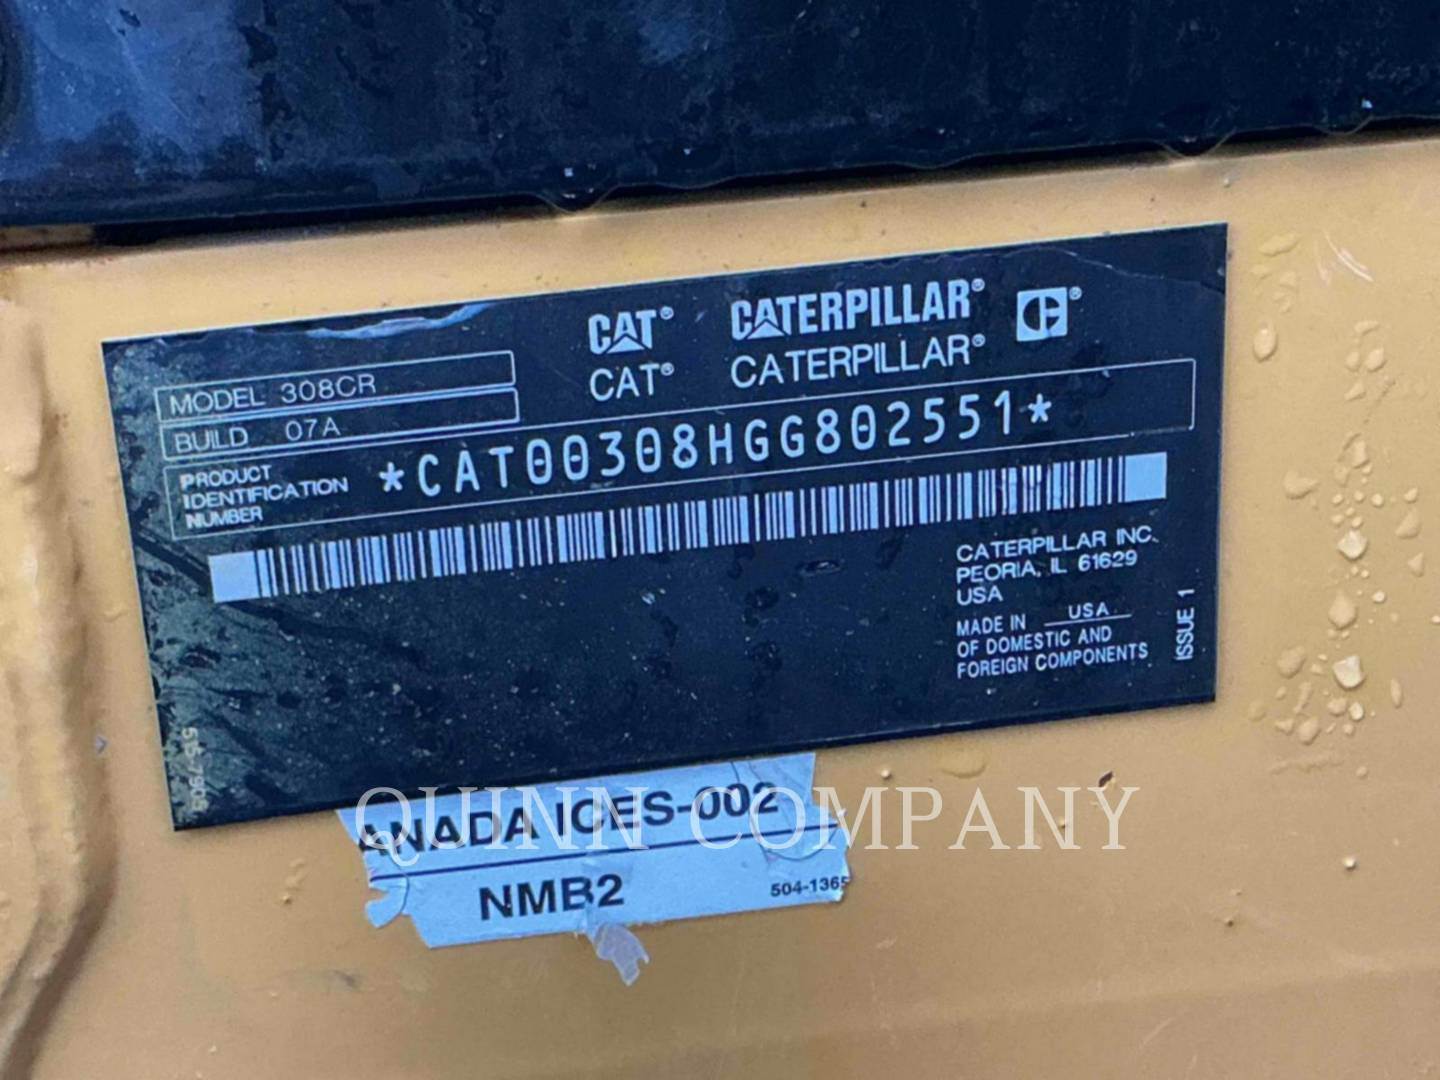 CAT® CATERPILLAR®
CAT® CATERPILLAR®
MODEL 308CR
BUILD 07A
PRODUCT
IDENTIFICATION
NUMBER
*CAT00308HGG802551*
CATERPILLAR INC.
PEORIA, IL 61629
USA
MADE IN USA
OF DOMESTIC AND
FOREIGN COMPONENTS
ISSUE 1
ANADA ICES-002
NMB2
504-1365
QUINN COMPANY